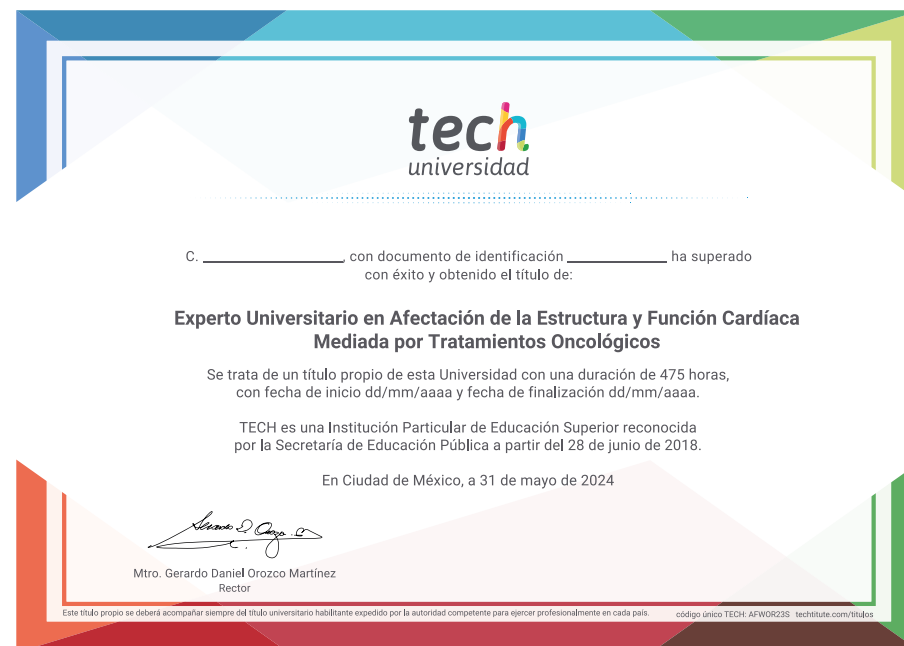 tech
universidad
C. ____________________, con documento de identificación ______________ ha superado
con éxito y obtenido el título de:
Experto Universitario en Afectación de la Estructura y Función Cardíaca
Mediada por Tratamientos Oncológicos
Se trata de un título propio de esta Universidad con una duración de 475 horas,
con fecha de inicio dd/mm/aaaa y fecha de finalización dd/mm/aaaa.
TECH es una Institución Particular de Educación Superior reconocida
por la Secretaría de Educación Pública a partir del 28 de junio de 2018.
En Ciudad de México, a 31 de mayo de 2024
Mtro. Gerardo Daniel Orozco Martínez
Rector
Este título propio se deberá acompañar siempre del título universitario habilitante expedido por la autoridad competente para ejercer profesionalmente en cada país.
código único TECH: AFWOR23S techtitute.com/titulos